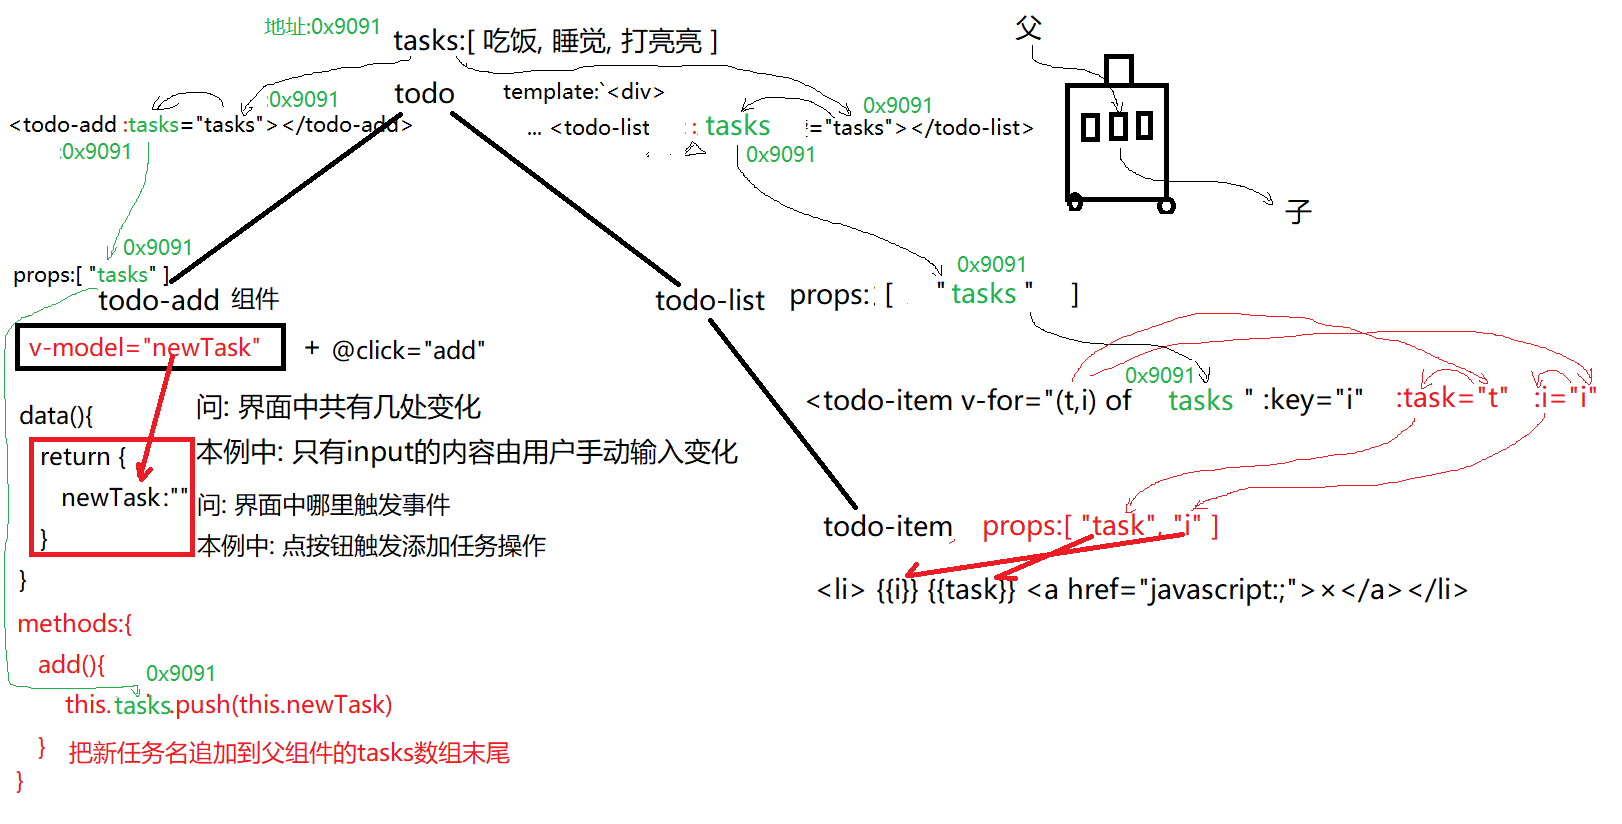 地址:0x9091
tasks:[ 吃饭, 睡觉, 打亮亮 ]
父
:0x9091
todo
template:`<div>
0x9091
<todo-add :tasks="tasks"></todo-add>
... <todo-list : tasks ="tasks"></todo-list>
:0x9091
0x9091
子
0x9091
props:[ "tasks" ]
0x9091
todo-add 组件
todo-list
props: [ " tasks " ]
v-model="newTask"
+ @click="add"
0x9091
<todo-item v-for="(t,i) of tasks " :key="i" :task="t" :i="i"
data(){
问: 界面中共有几处变化
return {
本例中: 只有input的内容由用户手动输入变化
newTask:""
问: 界面中哪里触发事件
}
本例中: 点按钮触发添加任务操作
todo-item
props:[ "task", "i" ]
}
<li> {{i}} {{task}} <a href="javascript:;">×</a></li>
methods:{
add(){
0x9091
this.tasks.push(this.newTask)
} 把新任务名追加到父组件的tasks数组末尾
}